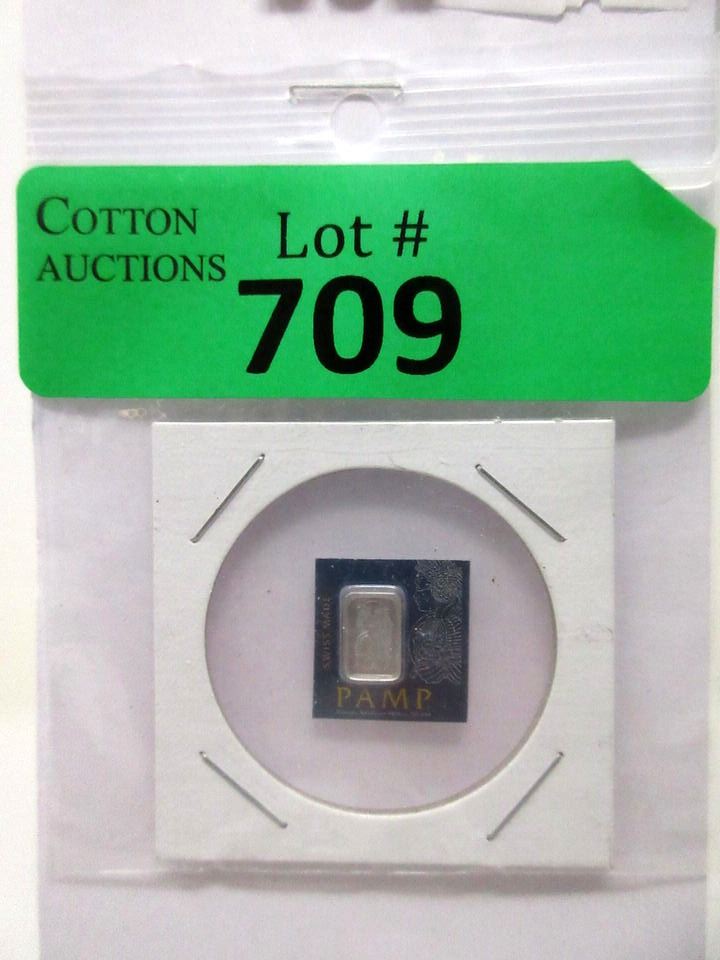 COTTON
AUCTIONS
Lot #
709
SWISS MADE
PAMP